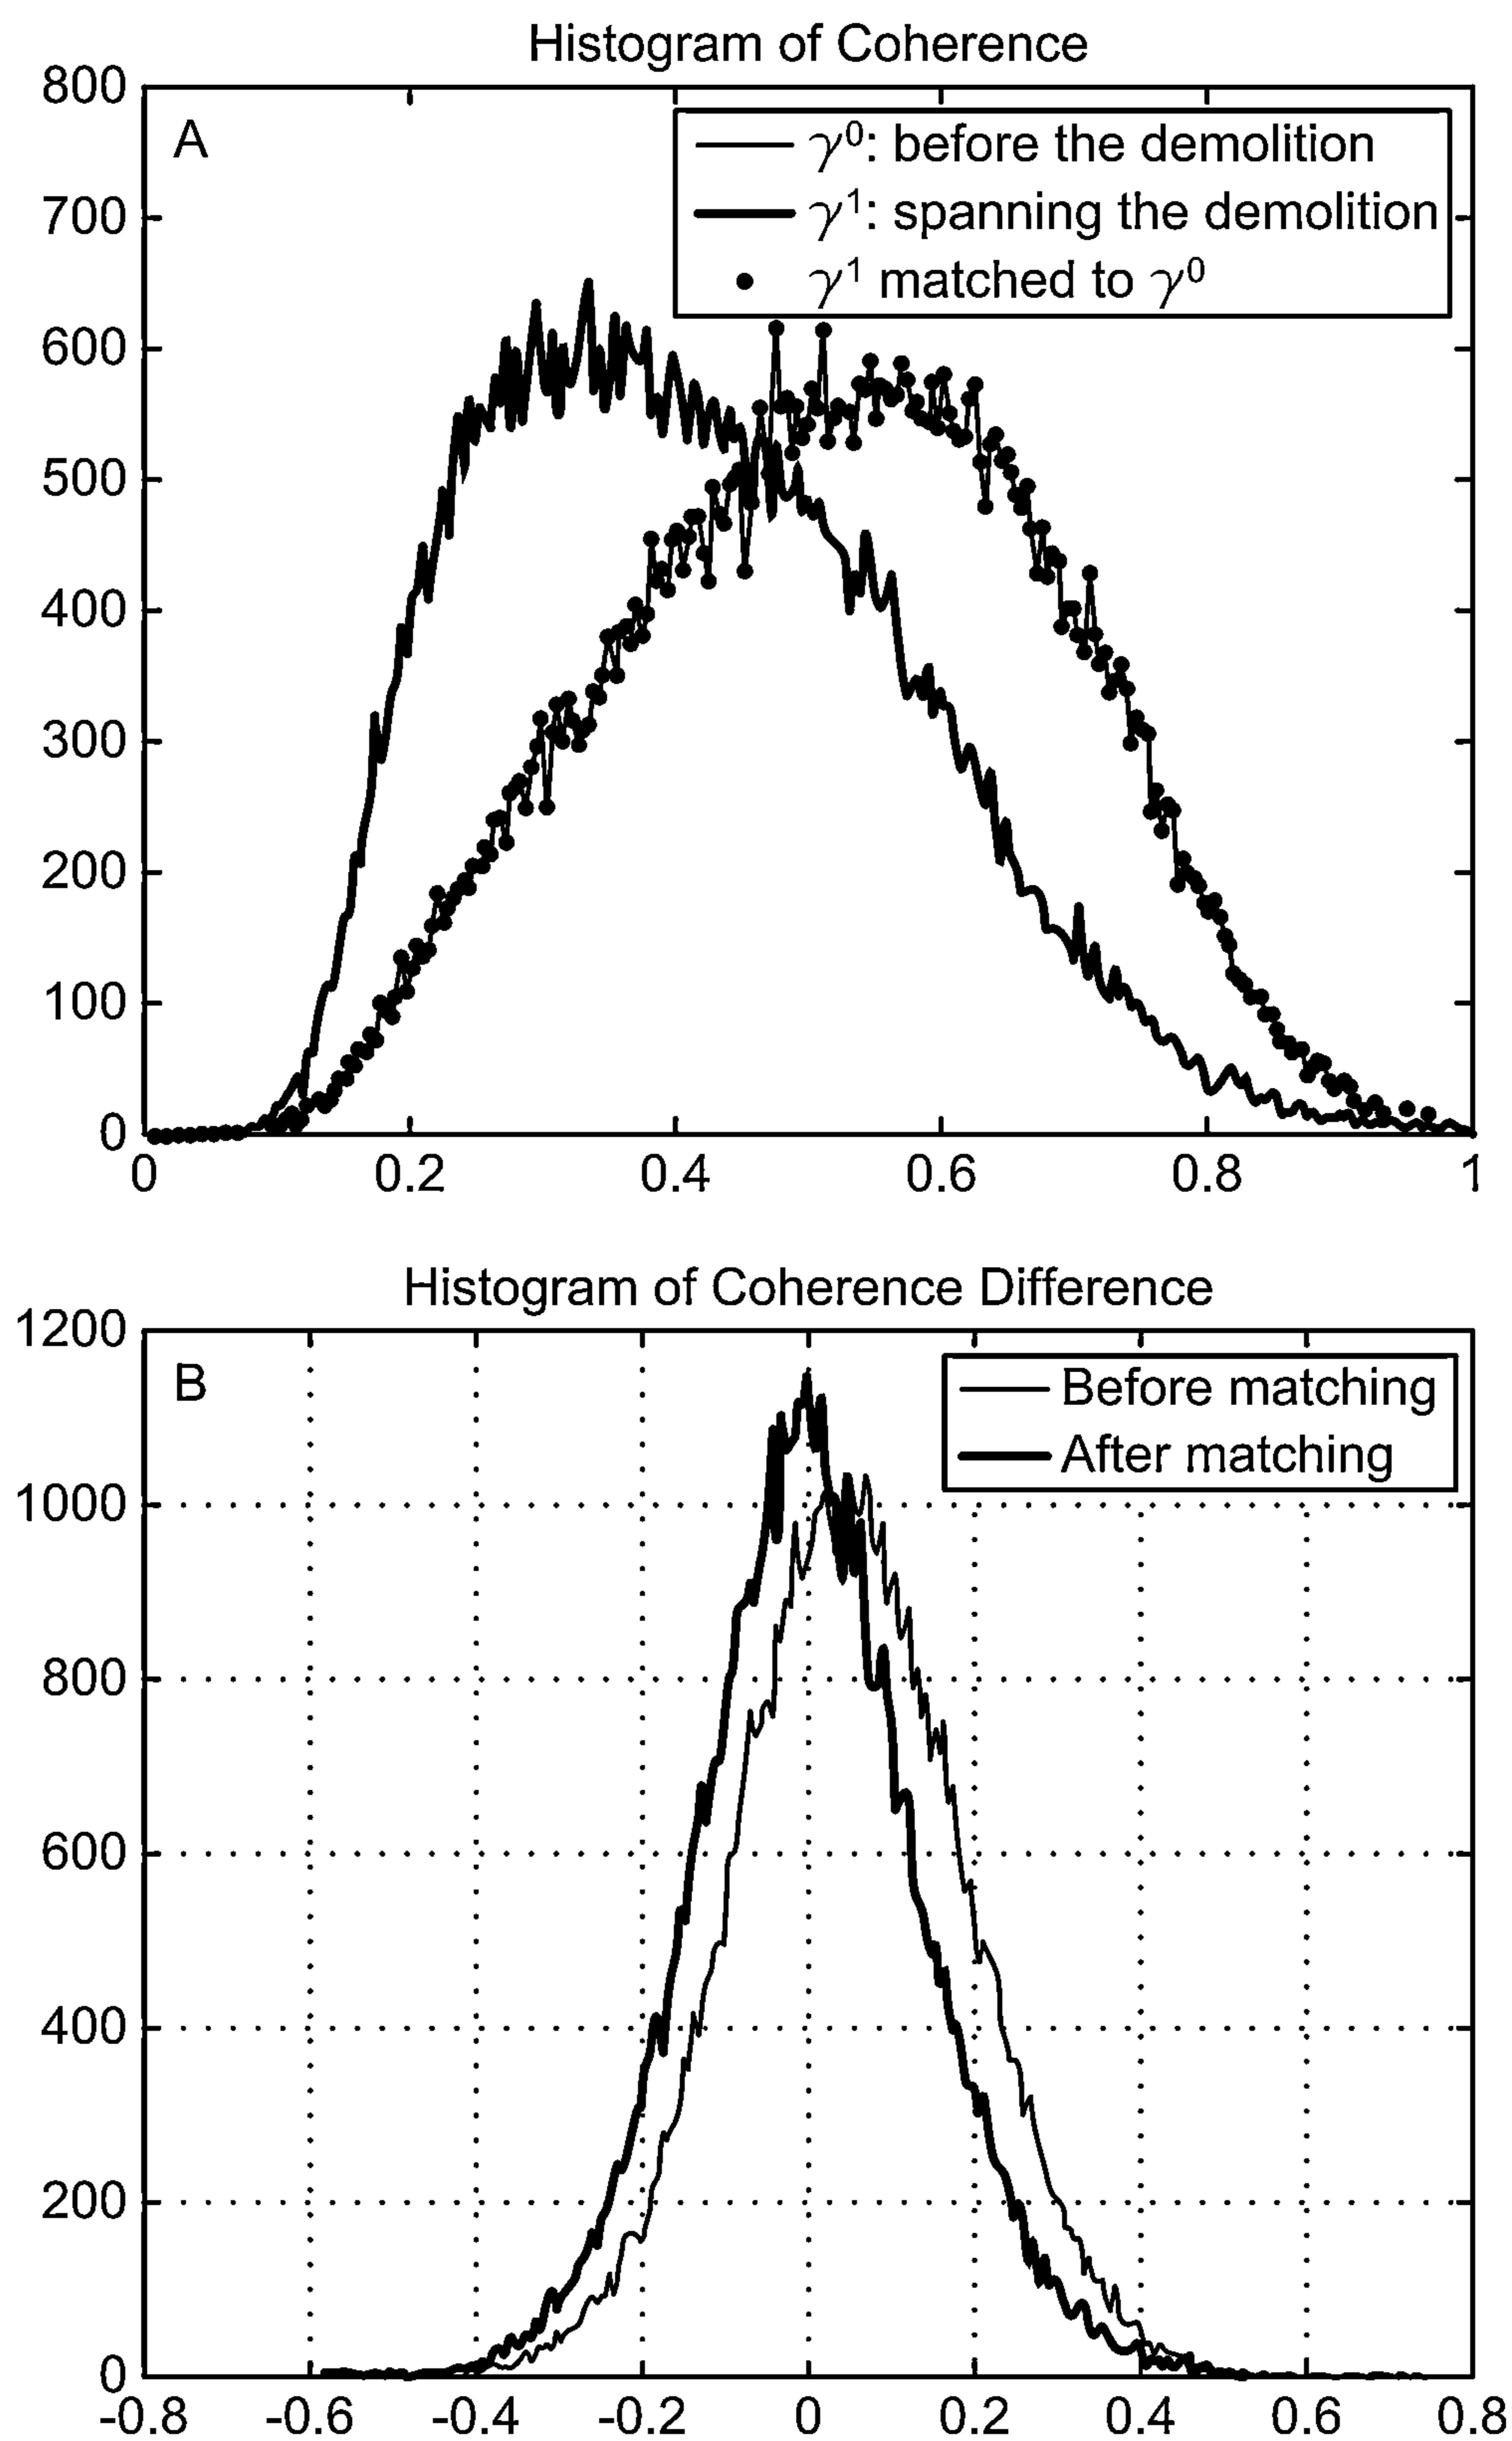 Histogram of Coherence
800
A
γ⁰: before the demolition
700
γ¹: spanning the demolition
γ¹ matched to γ⁰
600
500
400
300
200
100
0
0 0.2 0.4 0.6 0.8 1
Histogram of Coherence Difference
1200
B
Before matching
After matching
1000
800
600
400
200
0
-0.8 -0.6 -0.4 -0.2 0 0.2 0.4 0.6 0.8